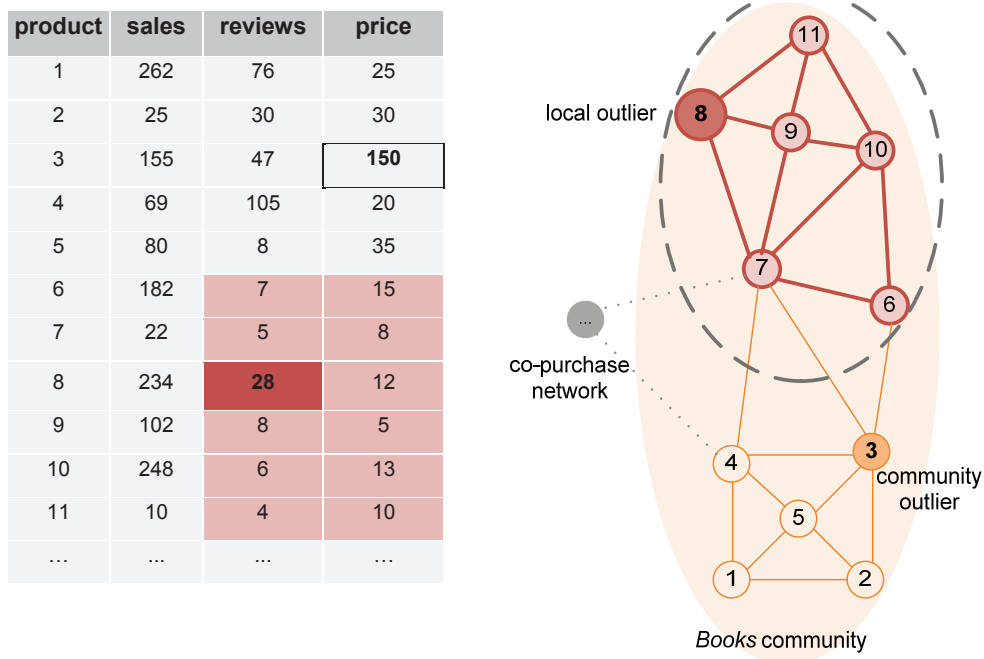 product sales reviews price
1 262 76 25
2 25 30 30
3 155 47 150
4 69 105 20
5 80 8 35
6 182 7 15
7 22 5 8
8 234 28 12
9 102 8 5
10 248 6 13
11 10 4 10
... ... ... ...
11
local outlier
8
9
10
7
6
...
co-purchase
network
4
3
community
outlier
5
1
2
Books community